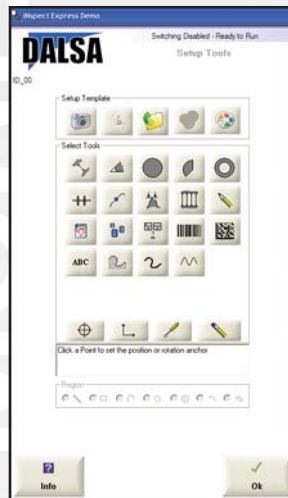 iNspect Express Demo
Switching Disabled - Ready to Run
DALSA
Setup Tools
ID_00
Setup Template
Select Tools
ABC
Click a Point to set the position or rotation anchor
Region
?
Info
Ok